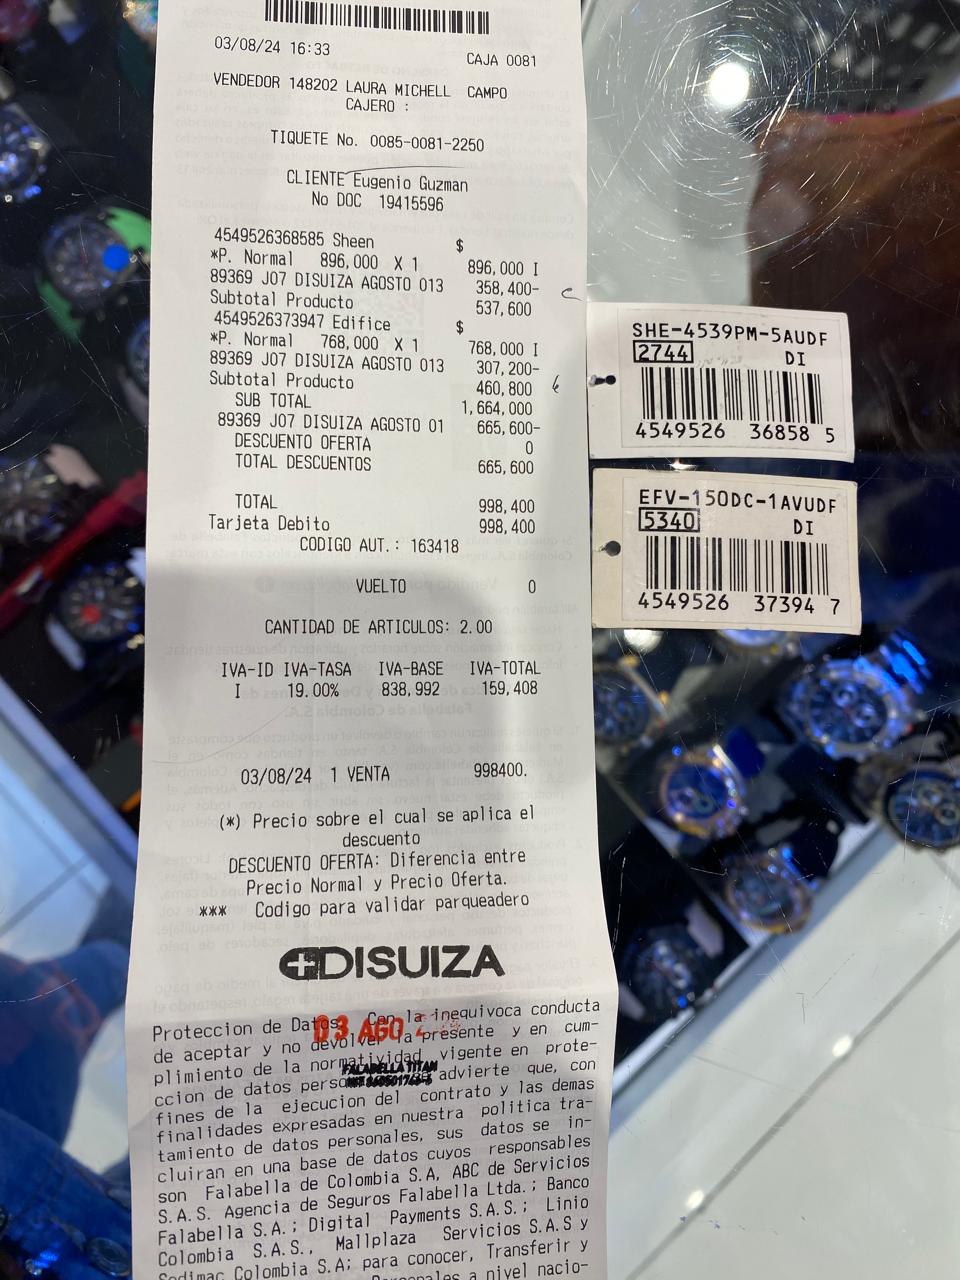 03/08/24 16:33 CAJA 0081
VENDEDOR 148202 LAURA MICHELL CAMPO
CAJERO :
TIQUETE No. 0085-0081-2250
CLIENTE Eugenio Guzman
No DOC 19415596
4549526368585 Sheen $
*P. Normal 896,000 X 1 896,000 I
89369 J07 DISUIZA AGOSTO 013 358,400-
Subtotal Producto 537,600
4549526373947 Edifice $
*P. Normal 768,000 X 1 768,000 I
89369 J07 DISUIZA AGOSTO 013 307,200-
Subtotal Producto 460,800
SUB TOTAL 1,664,000
89369 J07 DISUIZA AGOSTO 01 665,600-
DESCUENTO OFERTA 0
TOTAL DESCUENTOS 665,600
TOTAL 998,400
Tarjeta Debito 998,400
CODIGO AUT.: 163418
VUELTO 0
CANTIDAD DE ARTICULOS: 2.00
IVA-ID IVA-TASA IVA-BASE IVA-TOTAL
I 19.00% 838,992 159,408
03/08/24 1 VENTA 998400.
(*) Precio sobre el cual se aplica el
descuento
DESCUENTO OFERTA: Diferencia entre
Precio Normal y Precio Oferta.
*** Codigo para validar parqueadero
DISUIZA
Proteccion de Datos. Con la inequivoca conducta
de aceptar y no devolver la presente y en cum-
plimiento de la normatividad vigente en prote-
ccion de datos se advierte que, con
fines de la ejecucion del contrato y las demas
finalidades expresadas en nuestra politica tra-
tamiento de datos personales, sus datos se in-
cluiran en una base de datos cuyos responsables
son Falabella de Colombia S.A, ABC de Servicios
S.A.S. Agencia de Seguros Falabella Ltda.; Banco
Falabella S.A.; Digital Payments S.A.S.; Linio
Colombia S.A.S., Mallplaza Servicios S.A.S y
Sodimac Colombia S.A; para conocer, Transferir y
a nivel nacio-
03 AGO
FALABELLA TITAN
SHE-4539PM-5AUDF
2744 DI
4549526 36858 5
EFV-150DC-1AVUDF
5340 DI
4549526 37394 7